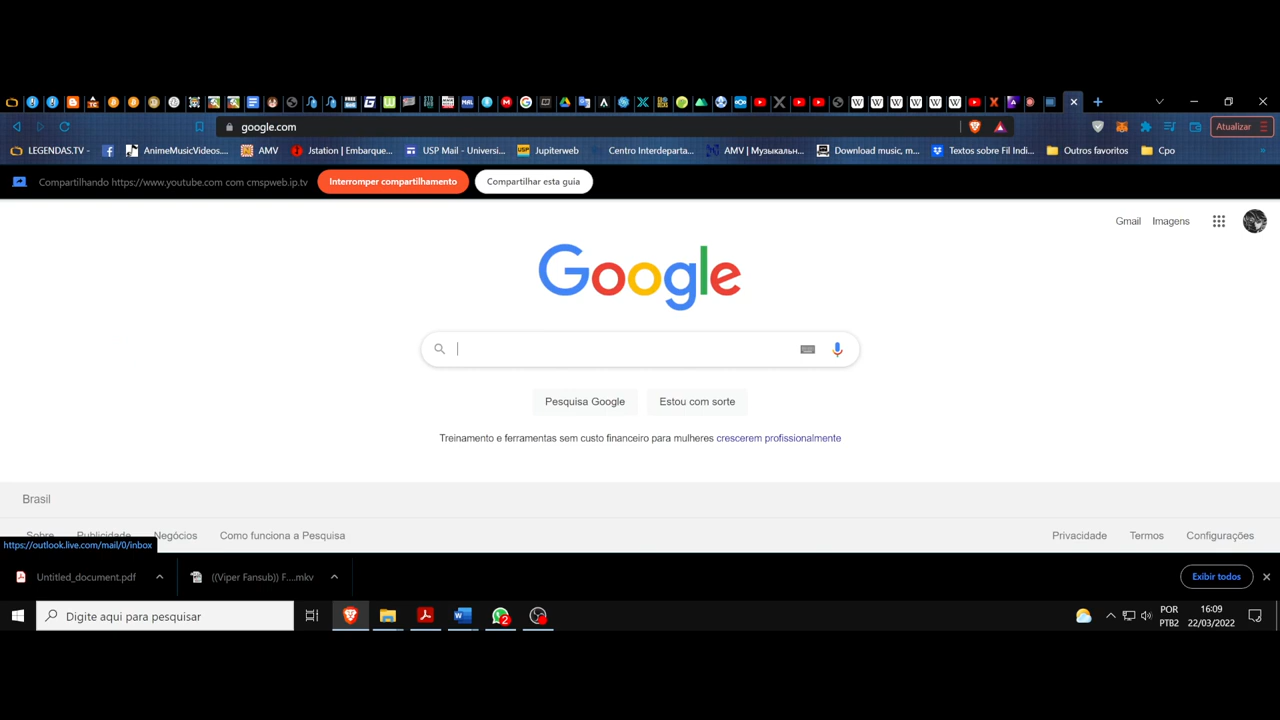 google.com
Atualizar
LEGENDAS.TV
AnimeMusicVideos...
AMV
Jstation | Embarque...
USP Mail - Universi...
Jupiterweb
Centro Interdeparta...
AMV | Музыкальн...
Download music, m...
Textos sobre Fil Indi...
Outros favoritos
Cpo
Compartilhando https://www.youtube.com com cmspweb.ip.tv
Interromper compartilhamento
Compartilhar esta guia
Gmail
Imagens
Google
Pesquisa Google
Estou com sorte
Treinamento e ferramentas sem custo financeiro para mulheres crescerem profissionalmente
Brasil
Sobre
Publicidade
Negócios
Como funciona a Pesquisa
Privacidade
Termos
Configurações
https://outlook.live.com/mail/0/inbox
Untitled_document.pdf
((Viper Fansub)) F....mkv
Exibir todos
Digite aqui para pesquisar
2
POR
PTB2
16:09
22/03/2022